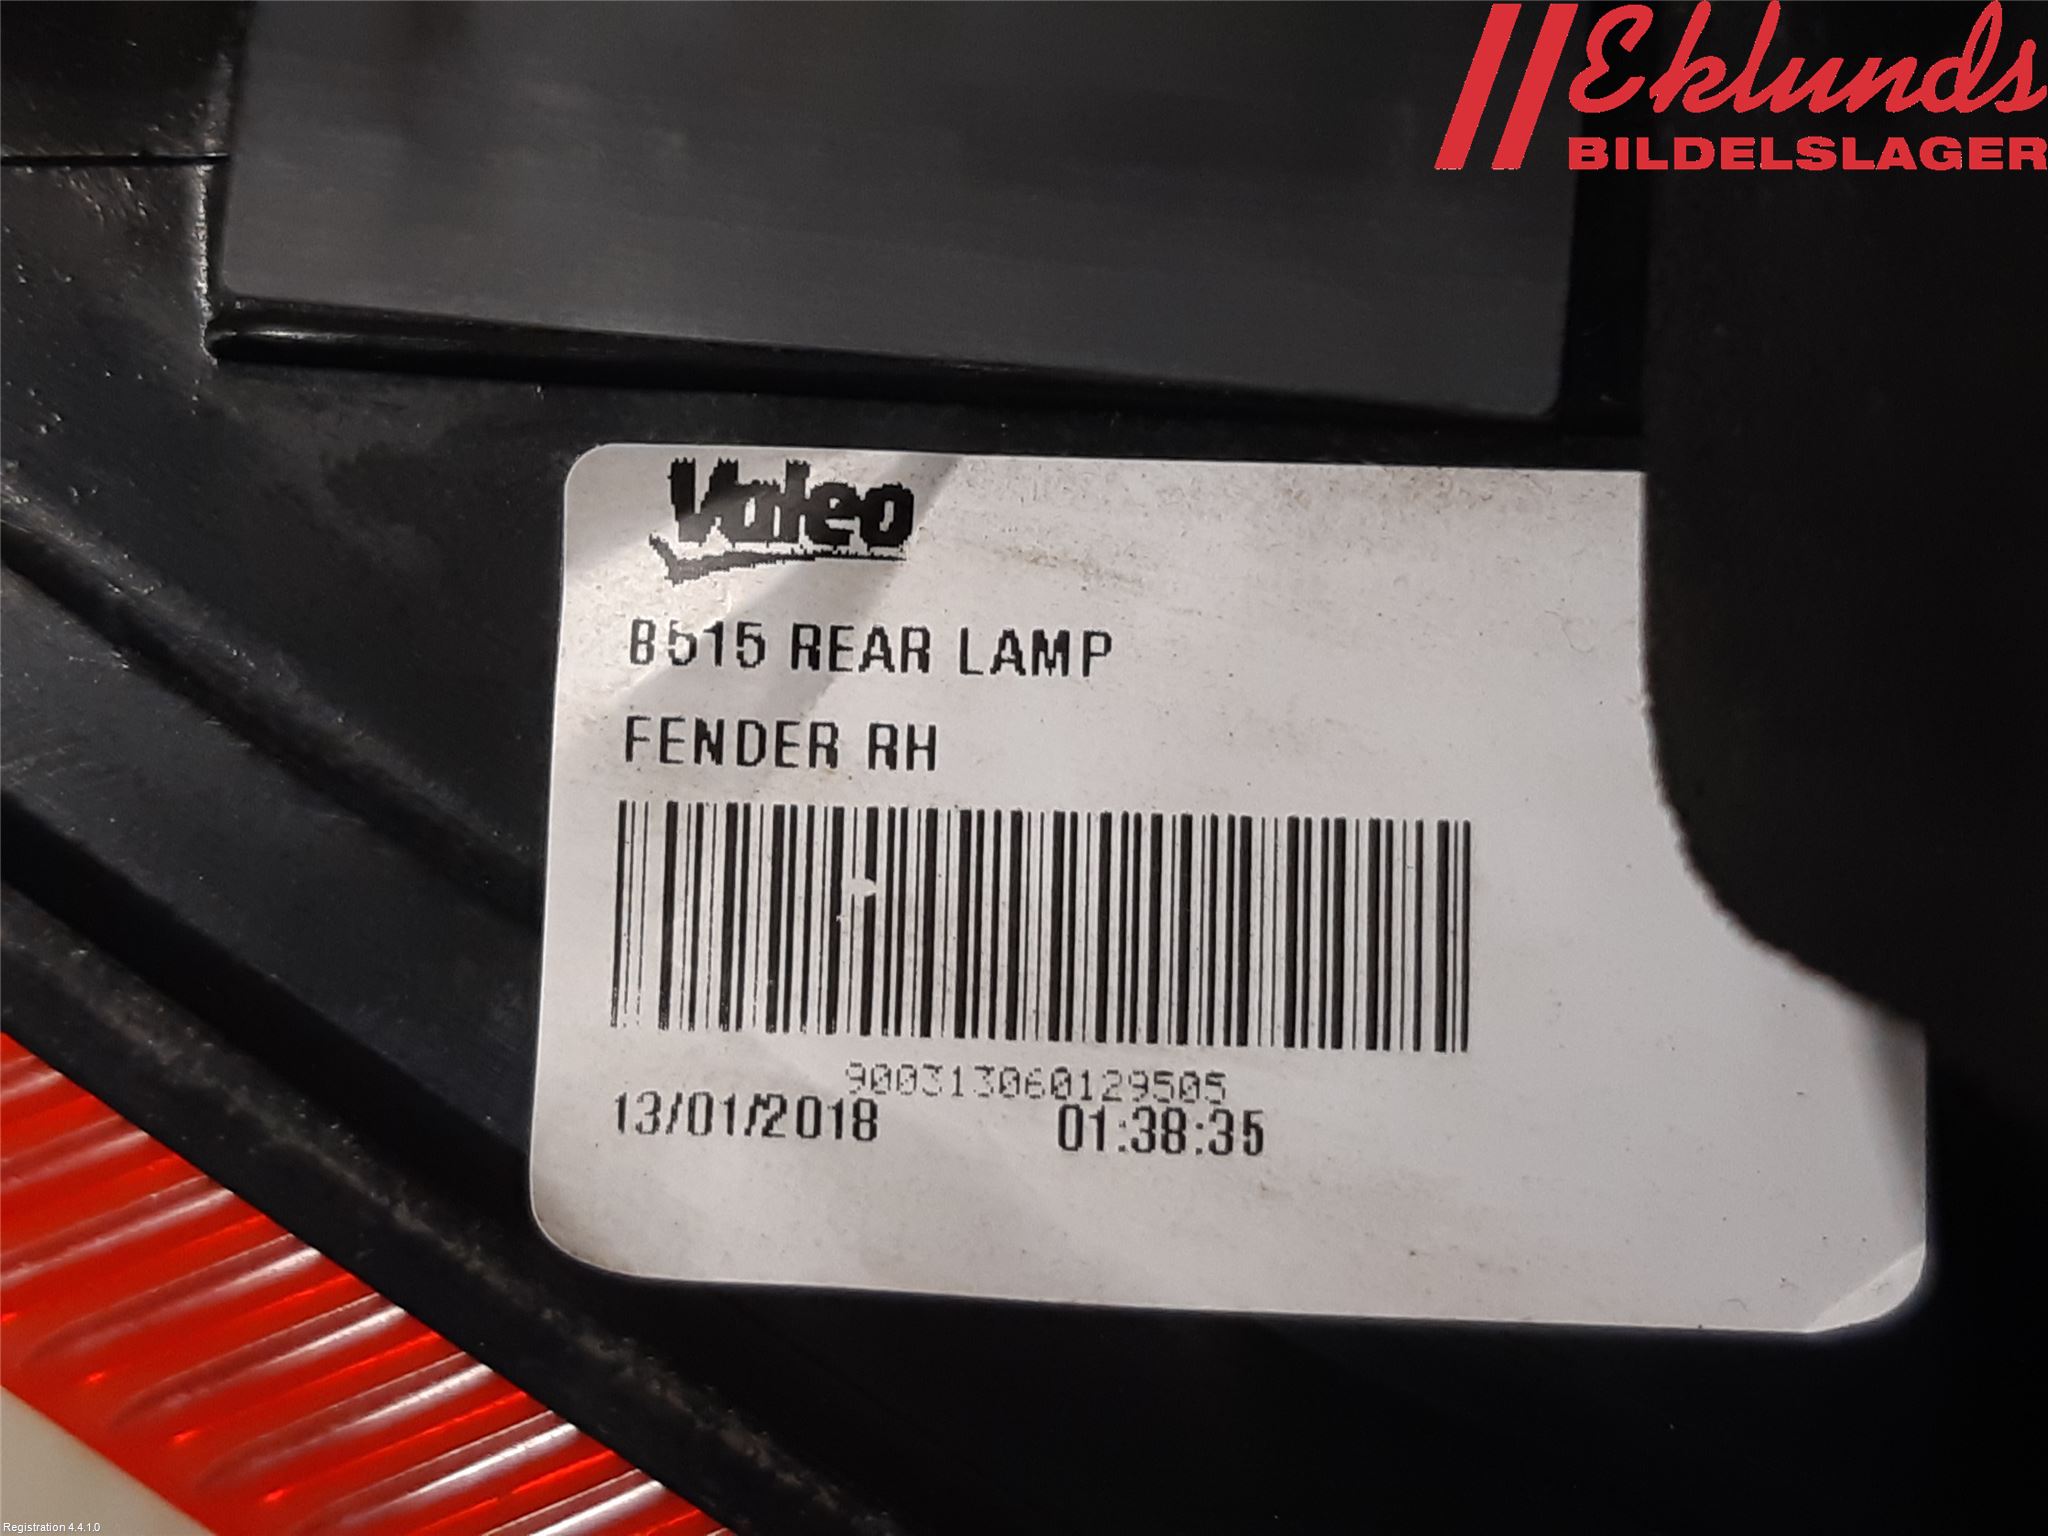 Eklunds
BILDELSLAGER
Valeo
B515 REAR LAMP
FENDER RH
900313060129505
13/01/2018 01:38:35
Registration 4.4.1.0